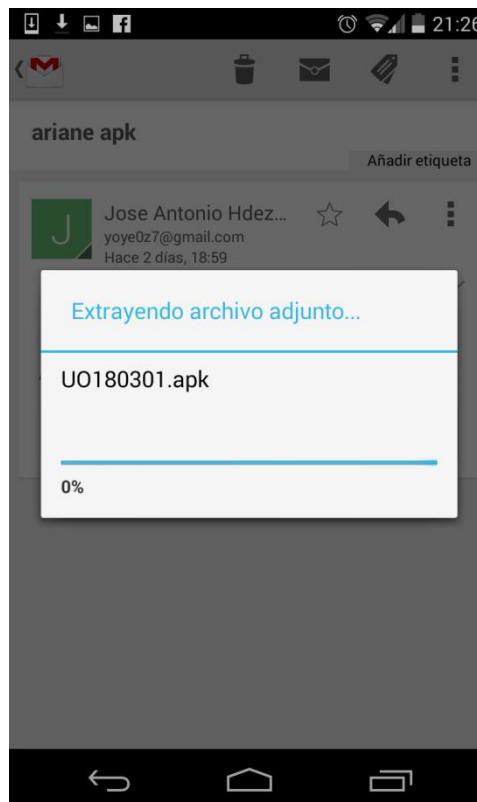 21:26
ariane apk
Añadir etiqueta
J
Jose Antonio Hdez...
yoye0z7@gmail.com
Hace 2 días, 18:59
Extrayendo archivo adjunto...
UO180301.apk
0%